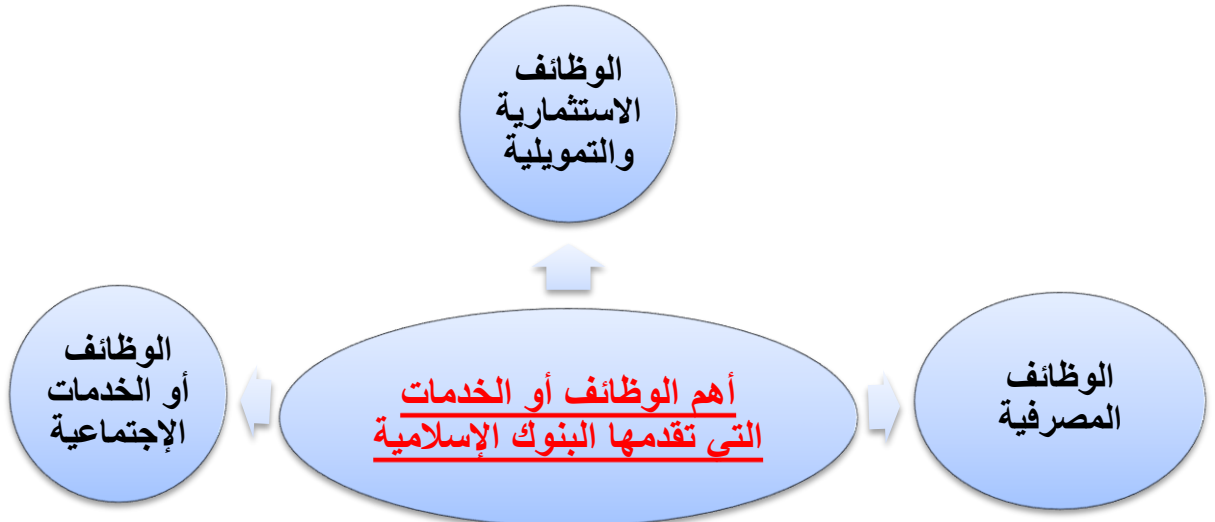 الوظائف
الاستثمارية
والتمويلية
أهم الوظائف أو الخدمات
التي تقدمها البنوك الإسلامية
الوظائف
المصرفية
الوظائف
أو الخدمات
الإجتماعية